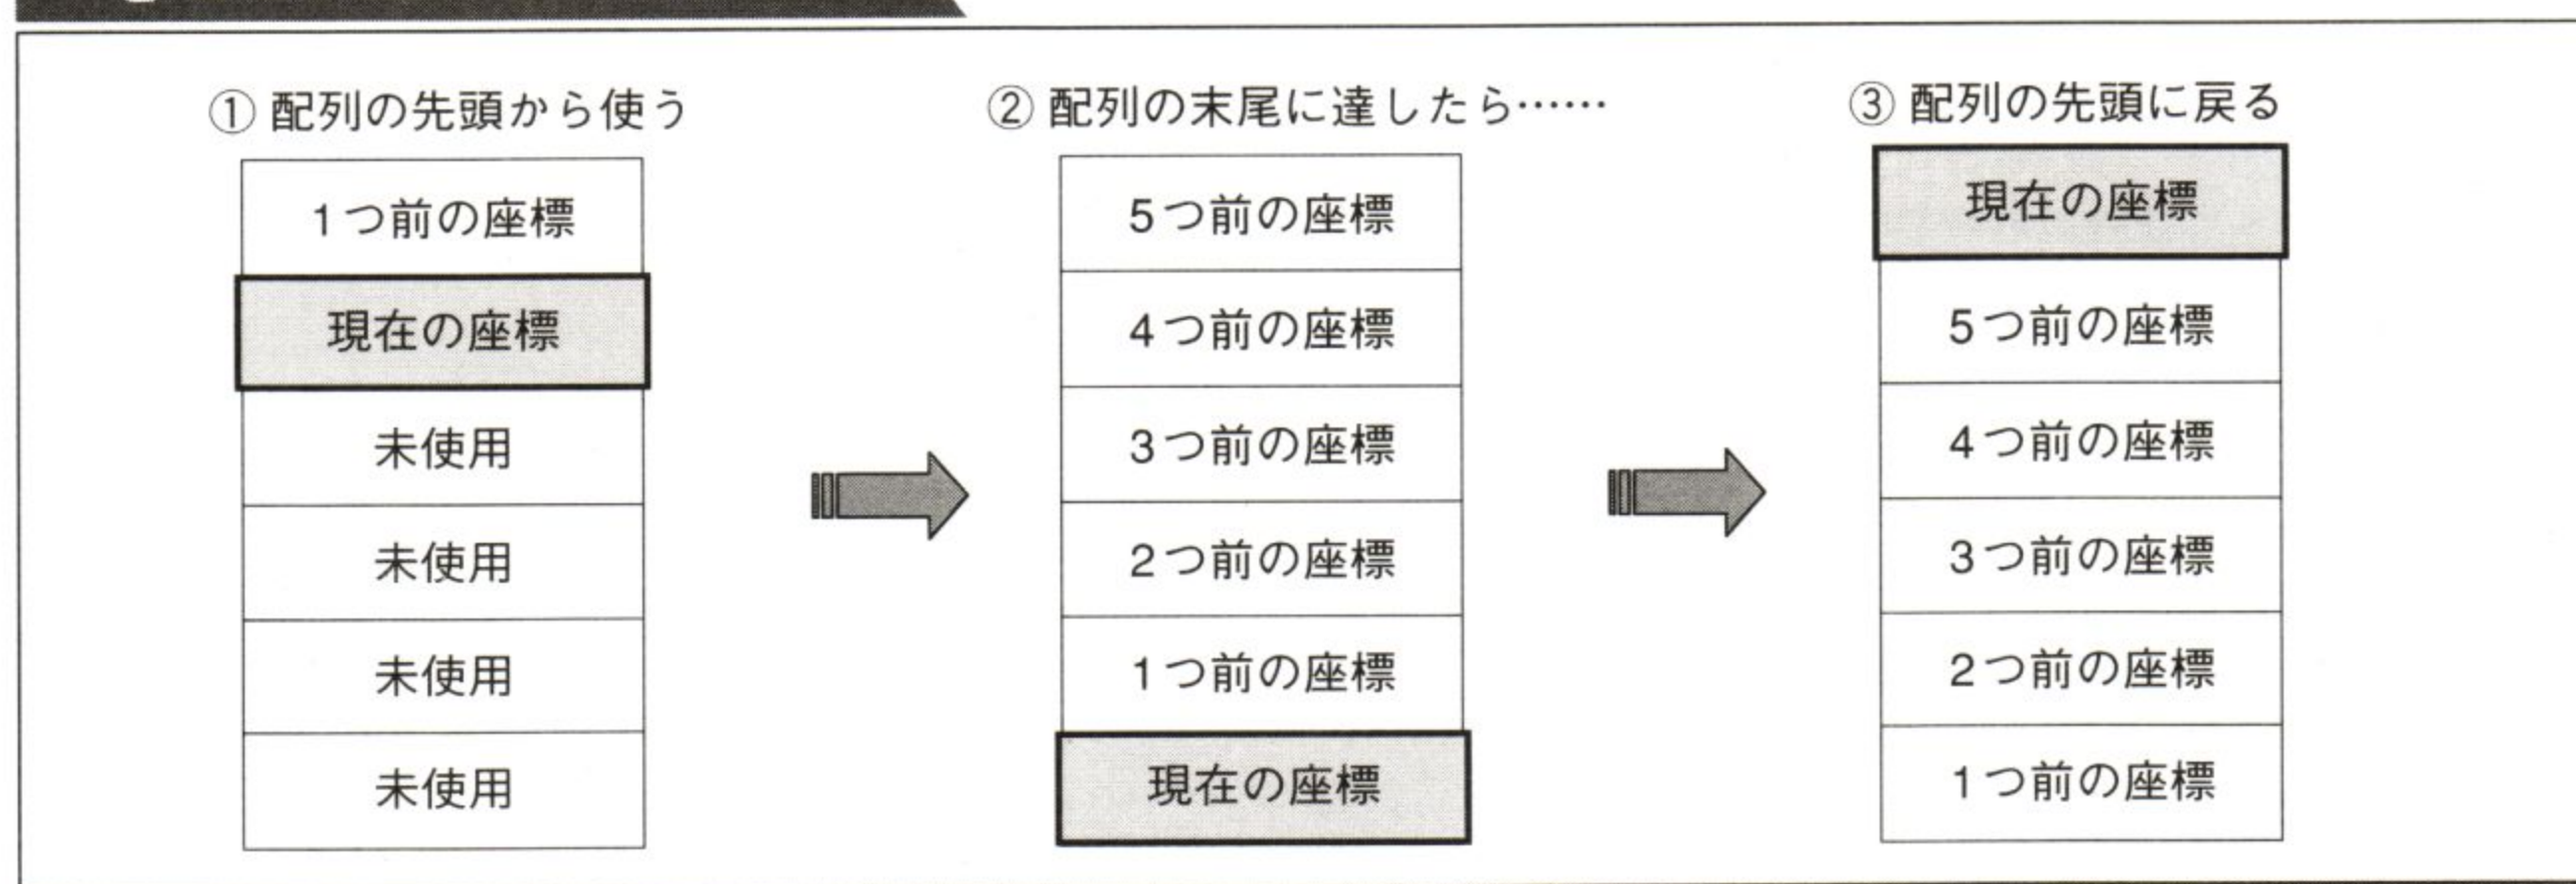 ① 配列の先頭から使う
1つ前の座標
現在の座標
未使用
未使用
未使用
未使用
② 配列の末尾に達したら……
5つ前の座標
4つ前の座標
3つ前の座標
2つ前の座標
1つ前の座標
現在の座標
③ 配列の先頭に戻る
現在の座標
5つ前の座標
4つ前の座標
3つ前の座標
2つ前の座標
1つ前の座標